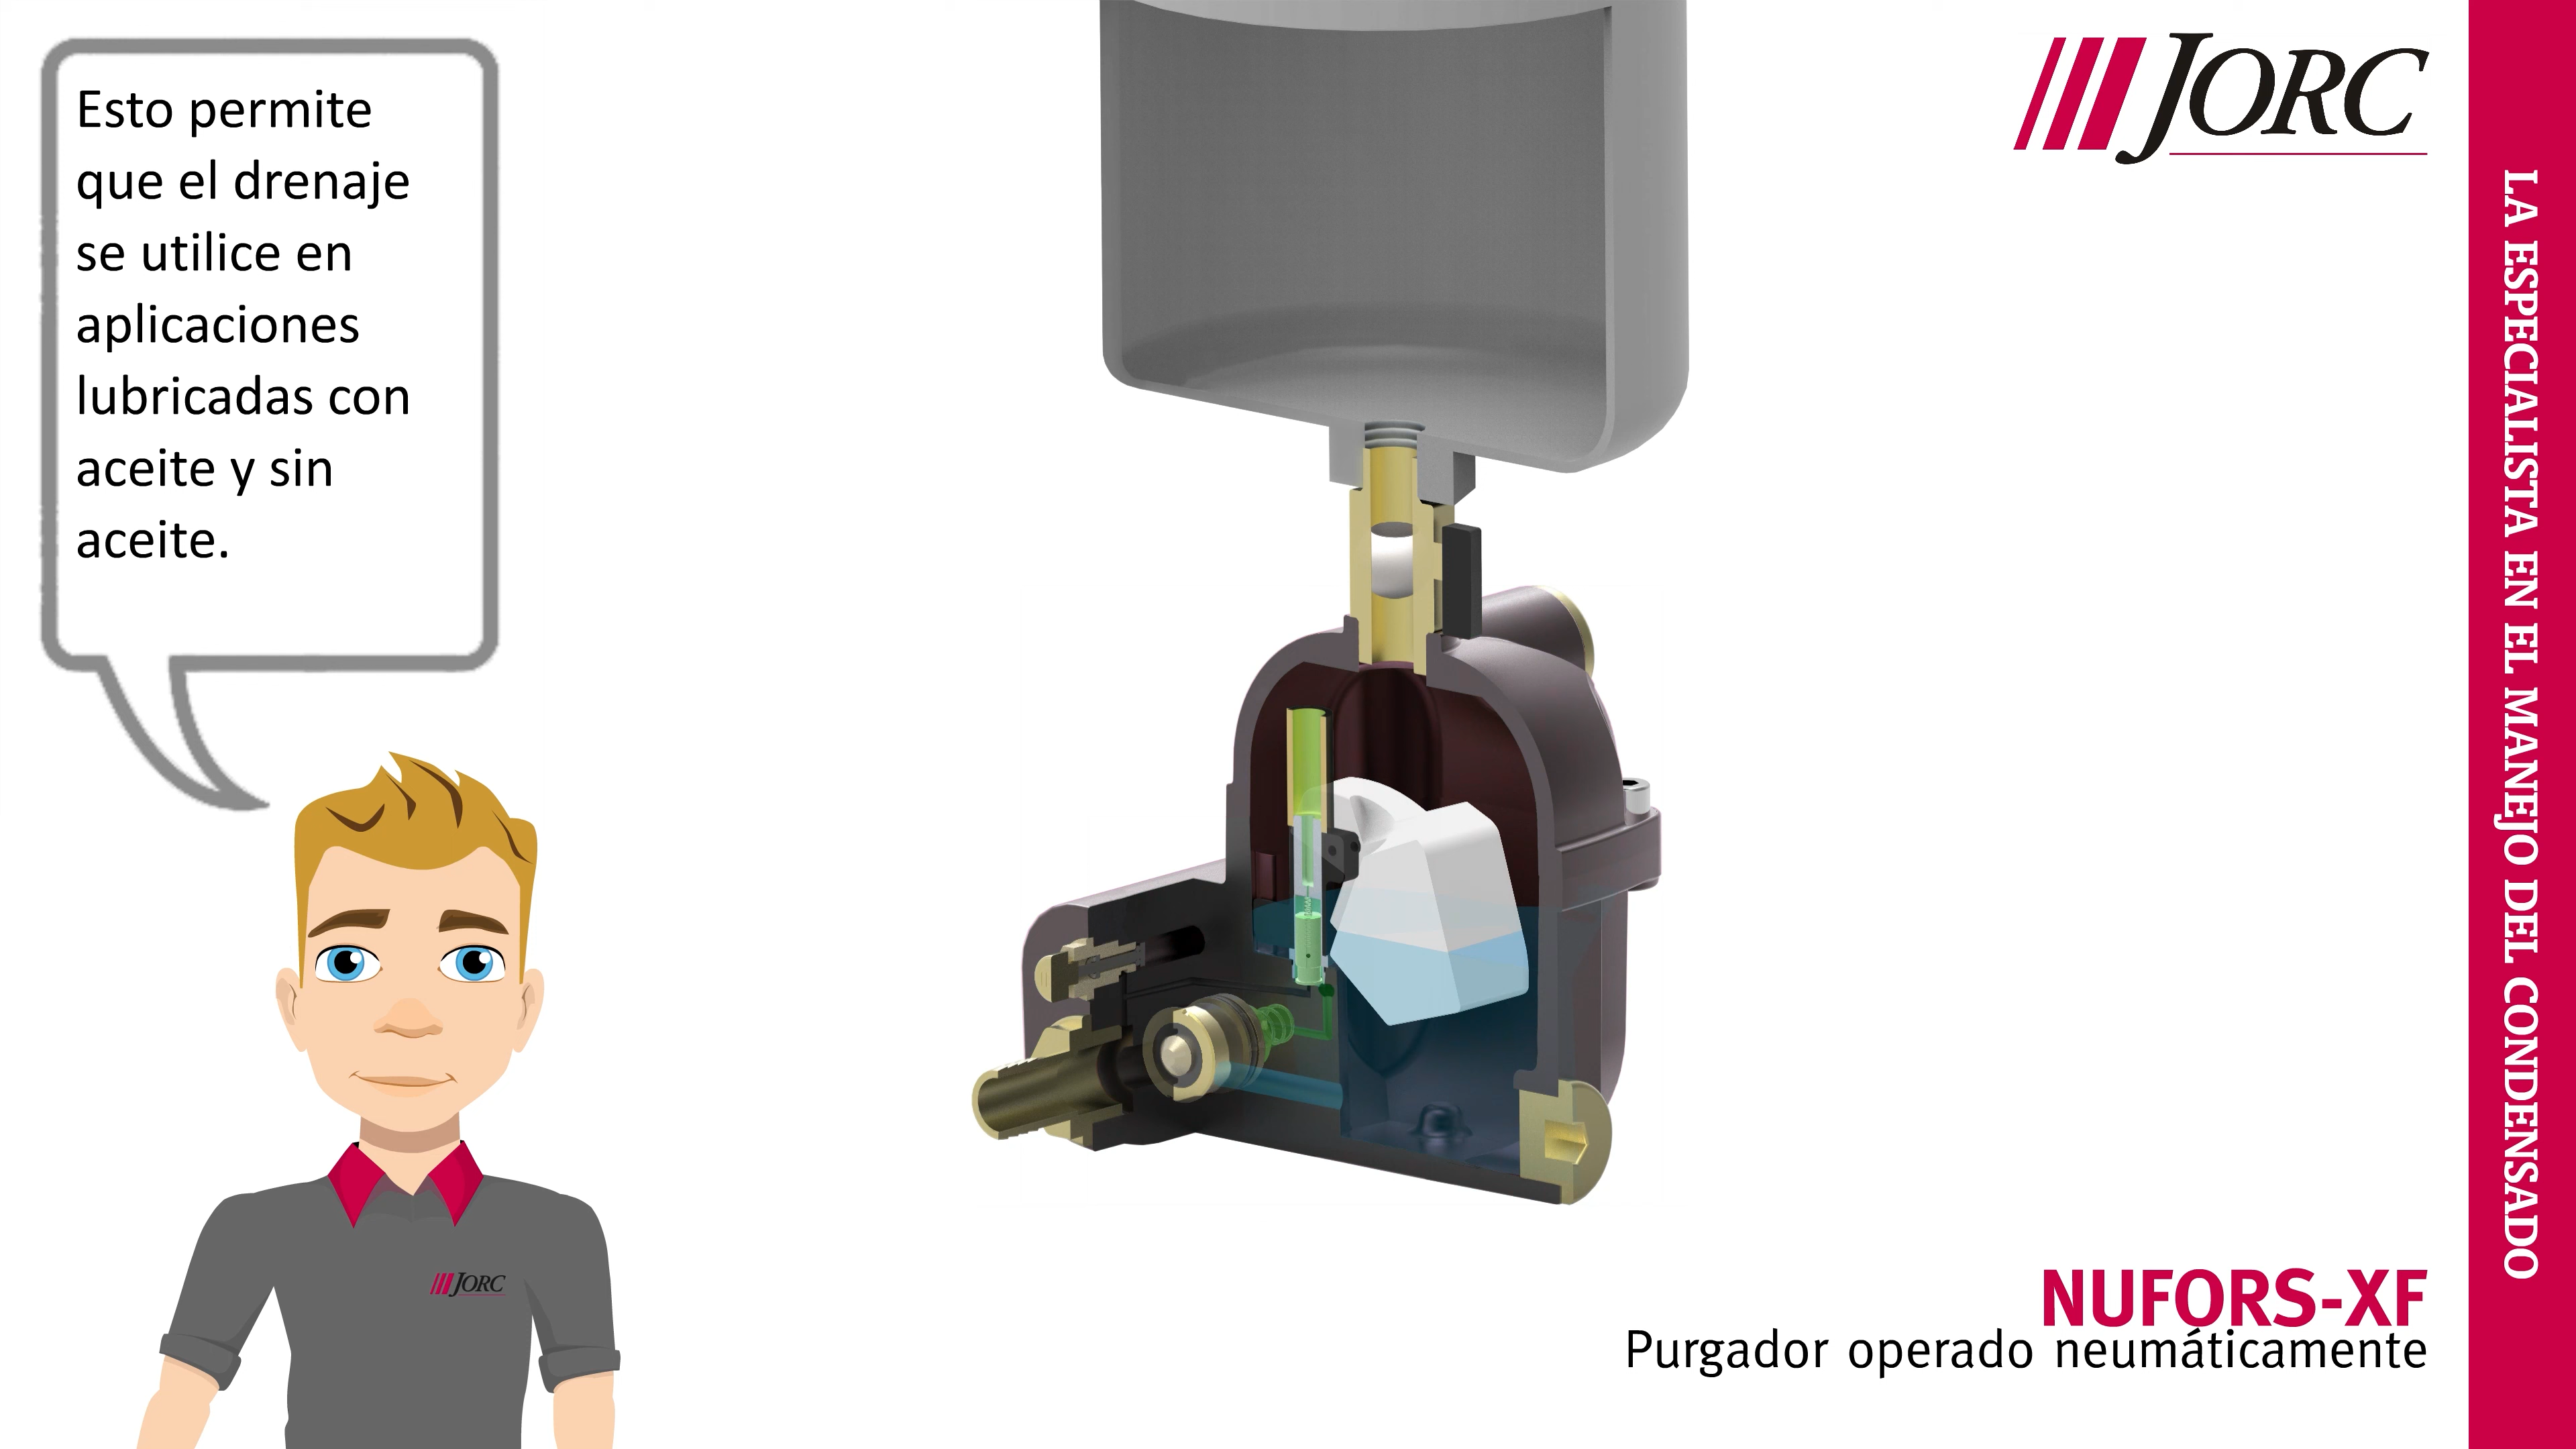 Esto permite
que el drenaje
se utilice en
aplicaciones
lubricadas con
aceite y sin
aceite.
JORC
LA ESPECIALISTA EN EL MANEJO DEL CONDENSADO
JORC
NUFORS-XF
Purgador operado neumáticamente